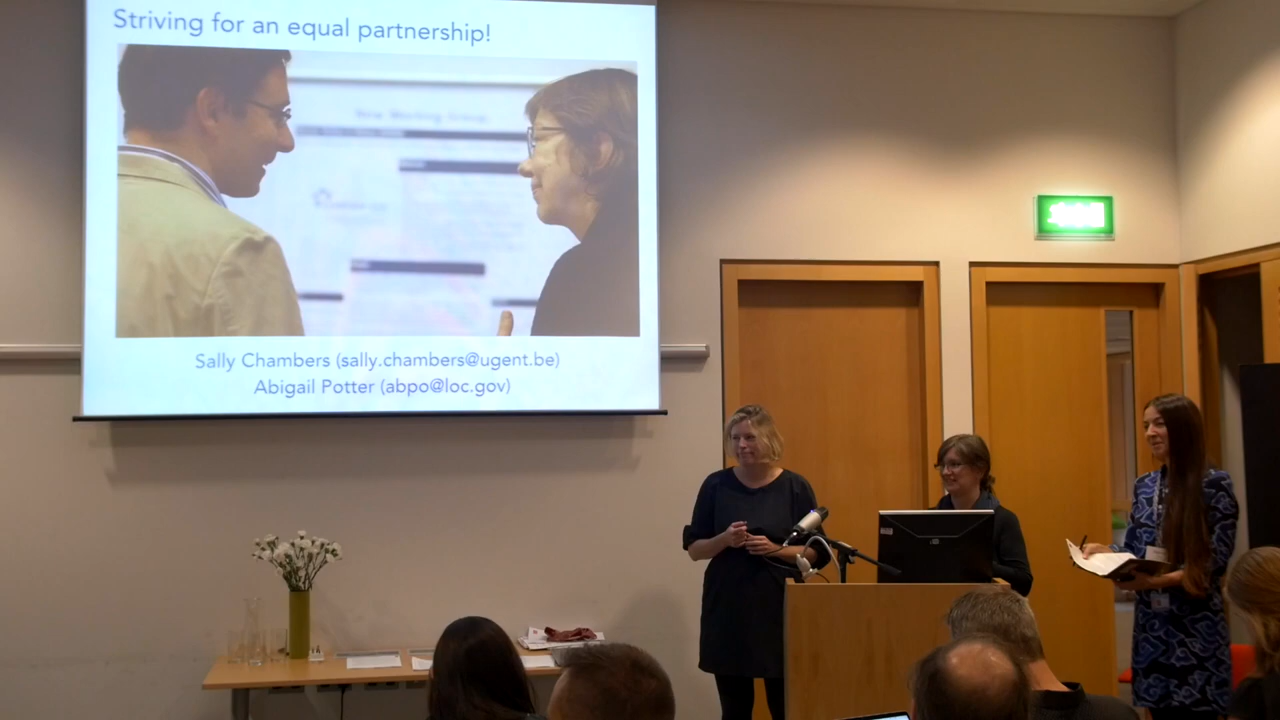 Striving for an equal partnership!
Sally Chambers (sally.chambers@ugent.be)
Abigail Potter (abpo@loc.gov)